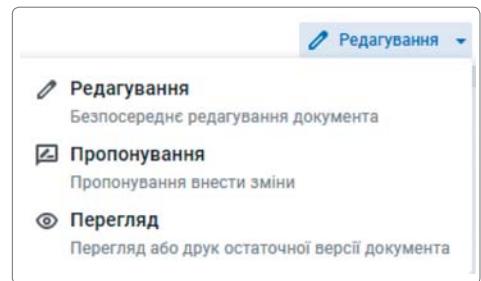 Редагування
Редагування
Безпосереднє редагування документа
Пропонування
Пропонування внести зміни
Перегляд
Перегляд або друк остаточної версії документа